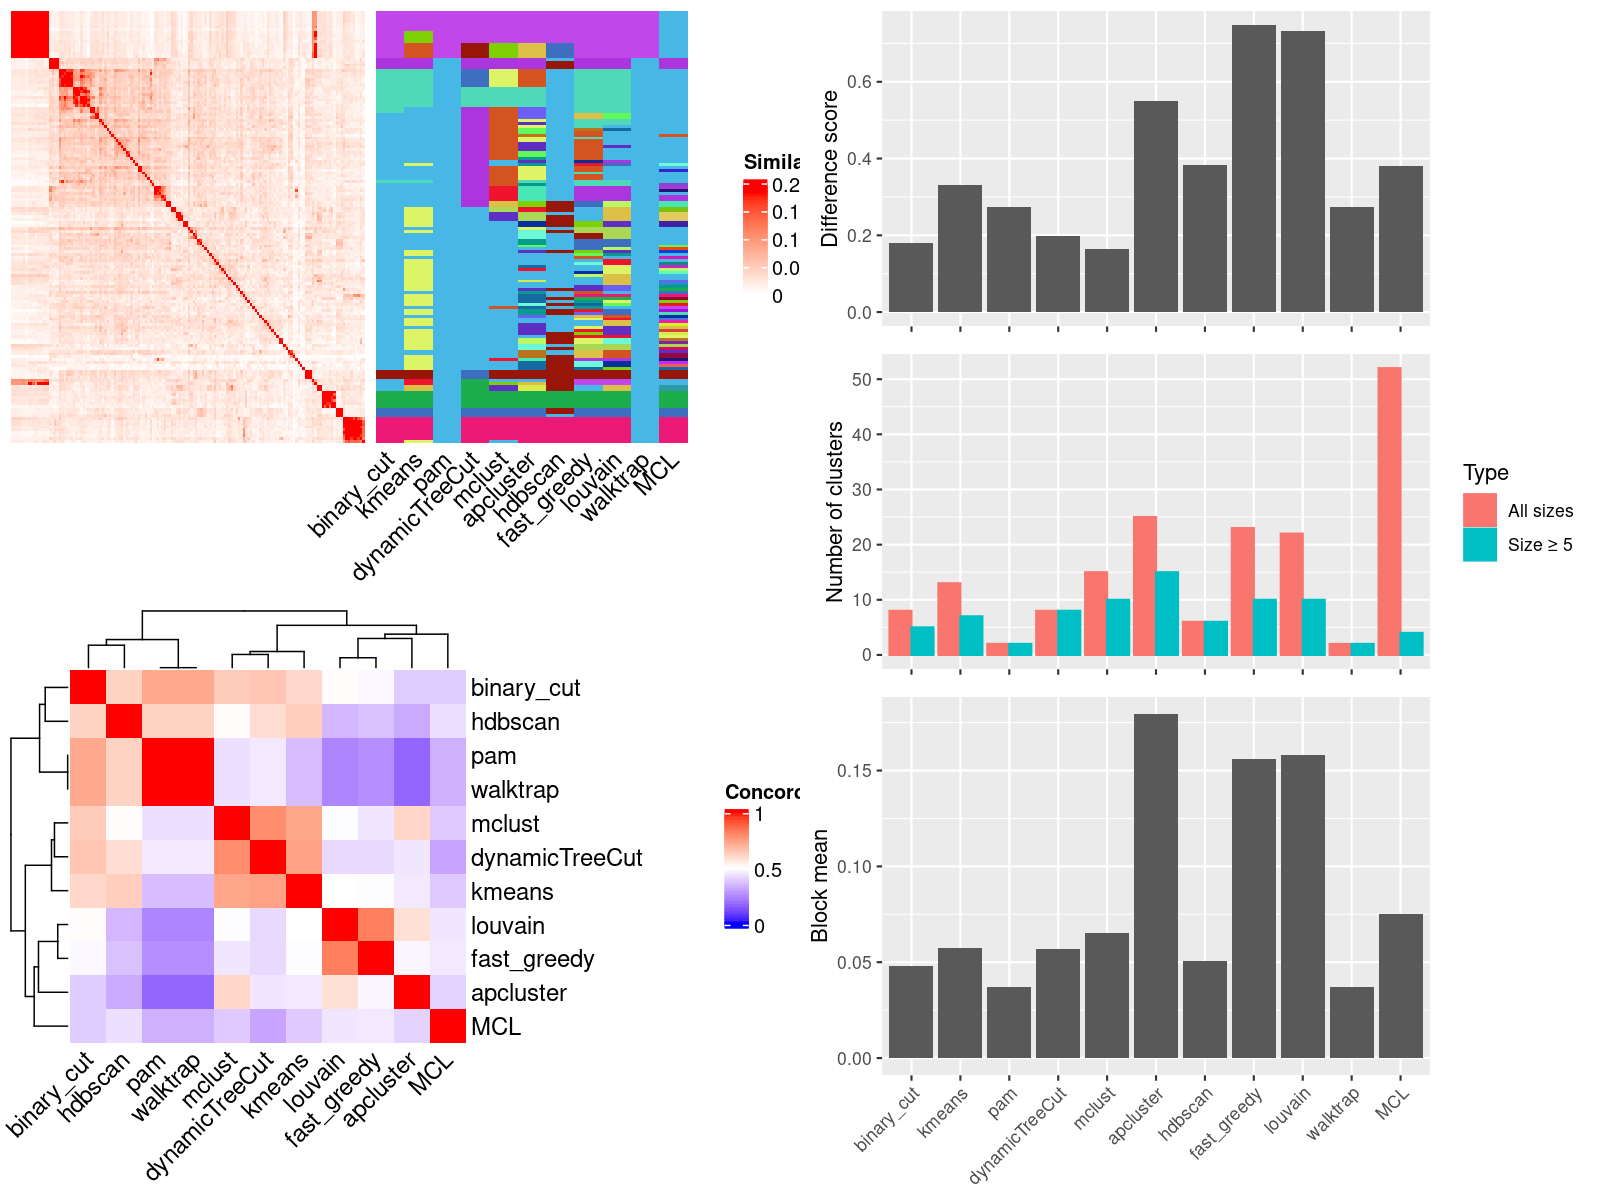 Simila
0.2
0.1
0.1
0.0
0
binary_cut
kmeans
pam
dynamicTreeCut
mclust
apcluster
hdbscan
fast_greedy
louvain
walktrap
MCL
binary_cut
hdbscan
pam
walktrap
mclust
dynamicTreeCut
kmeans
louvain
fast_greedy
apcluster
MCL
binary_cut
hdbscan
pam
walktrap
mclust
dynamicTreeCut
kmeans
louvain
fast_greedy
apcluster
MCL
Concord
1
0.5
0
Difference score
0.6
0.4
0.2
0.0
Number of clusters
50
40
30
20
10
0
Type
All sizes
Size ≥ 5
Block mean
0.15
0.10
0.05
0.00
binary_cut
kmeans
pam
dynamicTreeCut
mclust
apcluster
hdbscan
fast_greedy
louvain
walktrap
MCL